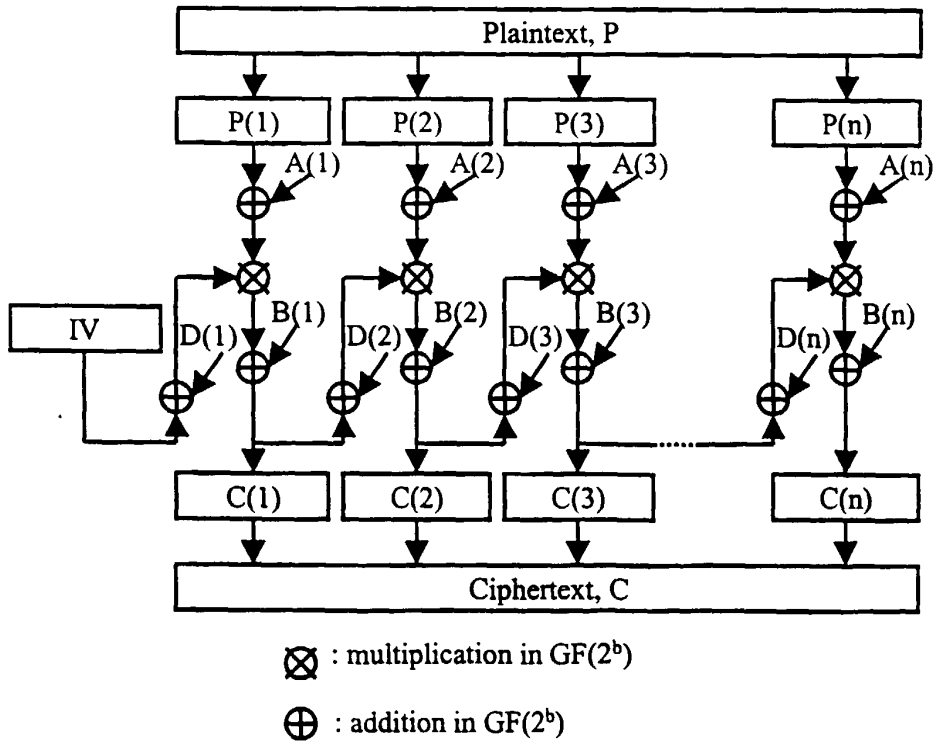 Plaintext, P
P(1) P(2) P(3) P(n)
A(1) A(2) A(3) A(n)
IV D(1) B(1) D(2) B(2) D(3) B(3) D(n) B(n)
C(1) C(2) C(3) C(n)
Ciphertext, C
: multiplication in GF(2ᵇ)
: addition in GF(2ᵇ)